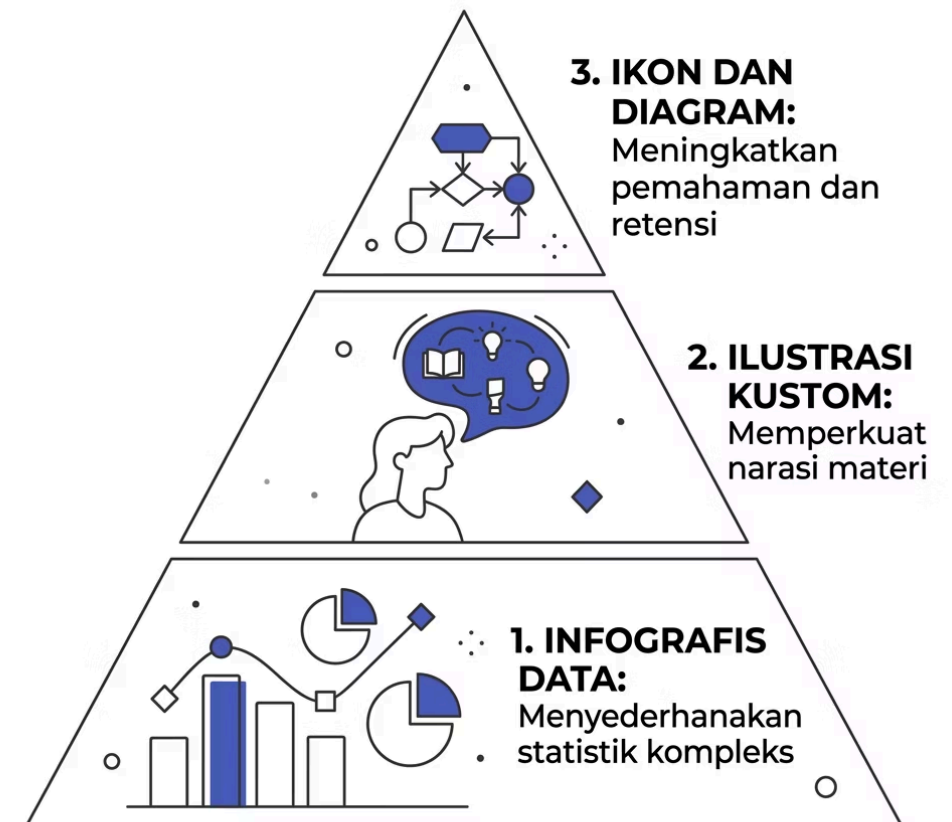 3. IKON DAN
DIAGRAM:
Meningkatkan
pemahaman dan
retensi
2. ILUSTRASI
KUSTOM:
Memperkuat
narasi materi
1. INFOGRAFIS
DATA:
Menyederhanakan
statistik kompleks